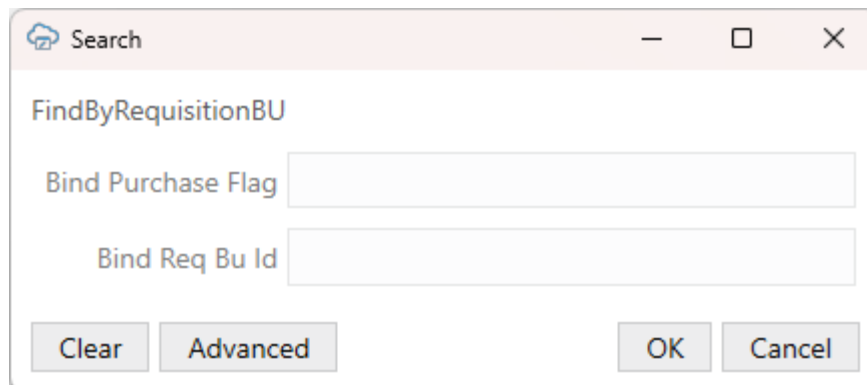 Search
FindByRequisitionBU
Bind Purchase Flag
Bind Req Bu Id
Clear Advanced OK Cancel